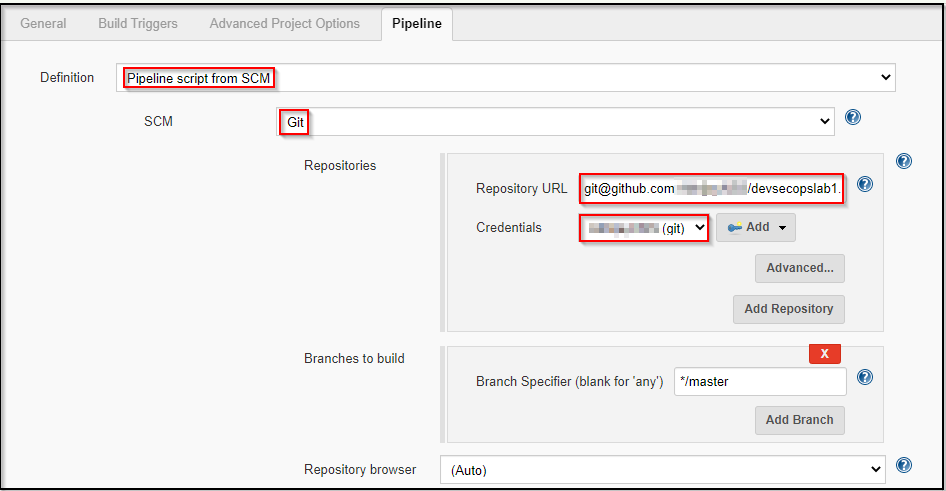 General Build Triggers Advanced Project Options Pipeline
Definition Pipeline script from SCM
SCM Git
Repositories
Repository URL git@github.com /devsecopslab1.
Credentials (git) Add
Advanced...
Add Repository
Branches to build
X
Branch Specifier (blank for 'any') */master
Add Branch
Repository browser (Auto)